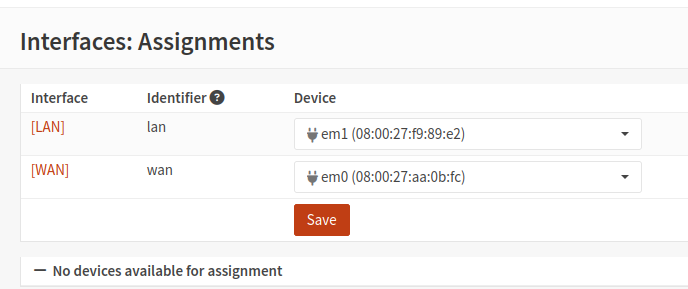 Interfaces: Assignments
Interface Identifier Device
[LAN] lan em1 (08:00:27:f9:89:e2)
[WAN] wan em0 (08:00:27:aa:0b:fc)
Save
No devices available for assignment